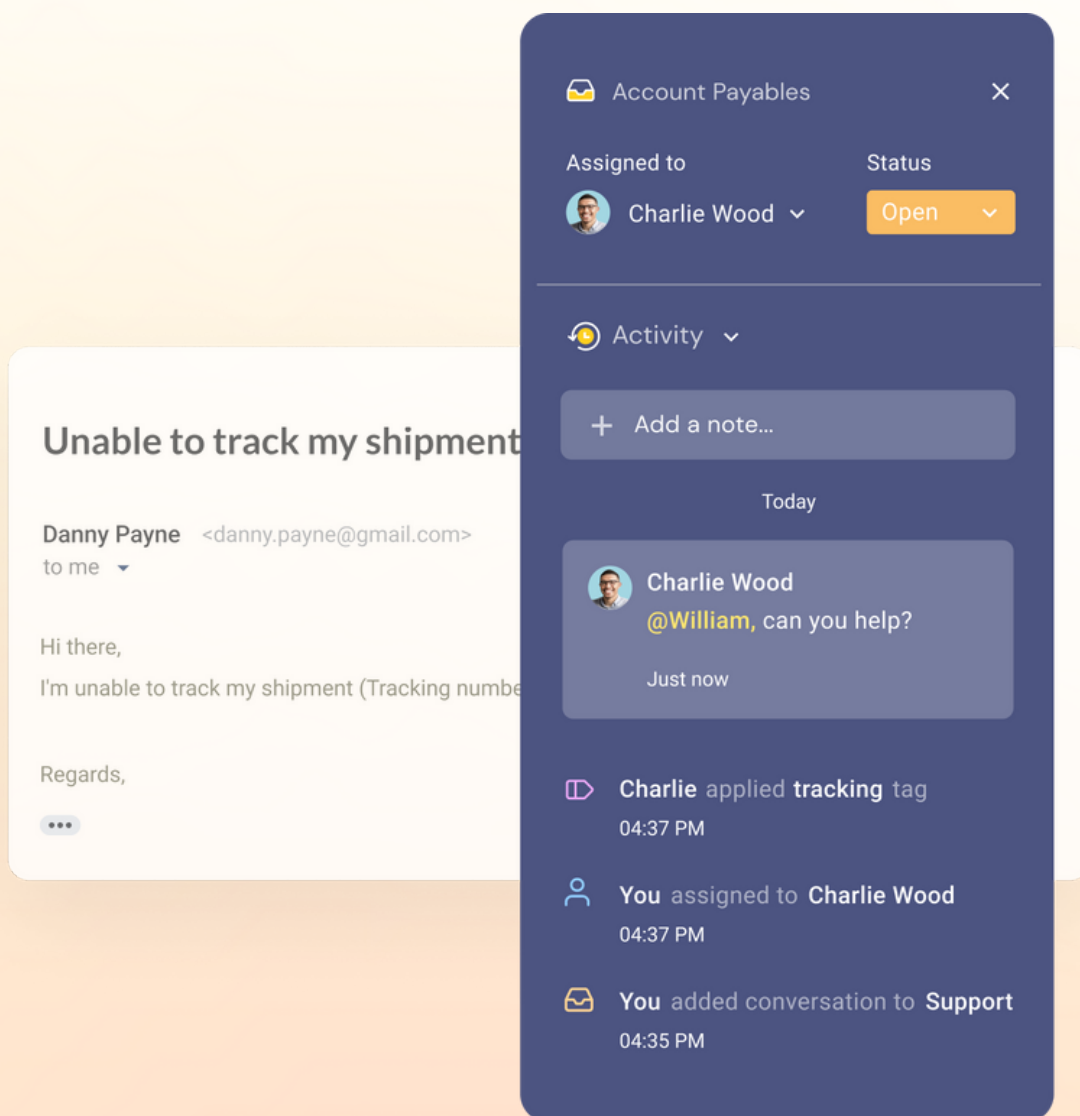 Account Payables
Assigned to
Status
Charlie Wood
Open
Activity
Add a note...
Today
Charlie Wood
@William, can you help?
Just now
Charlie applied tracking tag
04:37 PM
You assigned to Charlie Wood
04:37 PM
You added conversation to Support
04:35 PM
Unable to track my shipment
Danny Payne <danny.payne@gmail.com>
to me
Hi there,
I'm unable to track my shipment (Tracking
Regards,